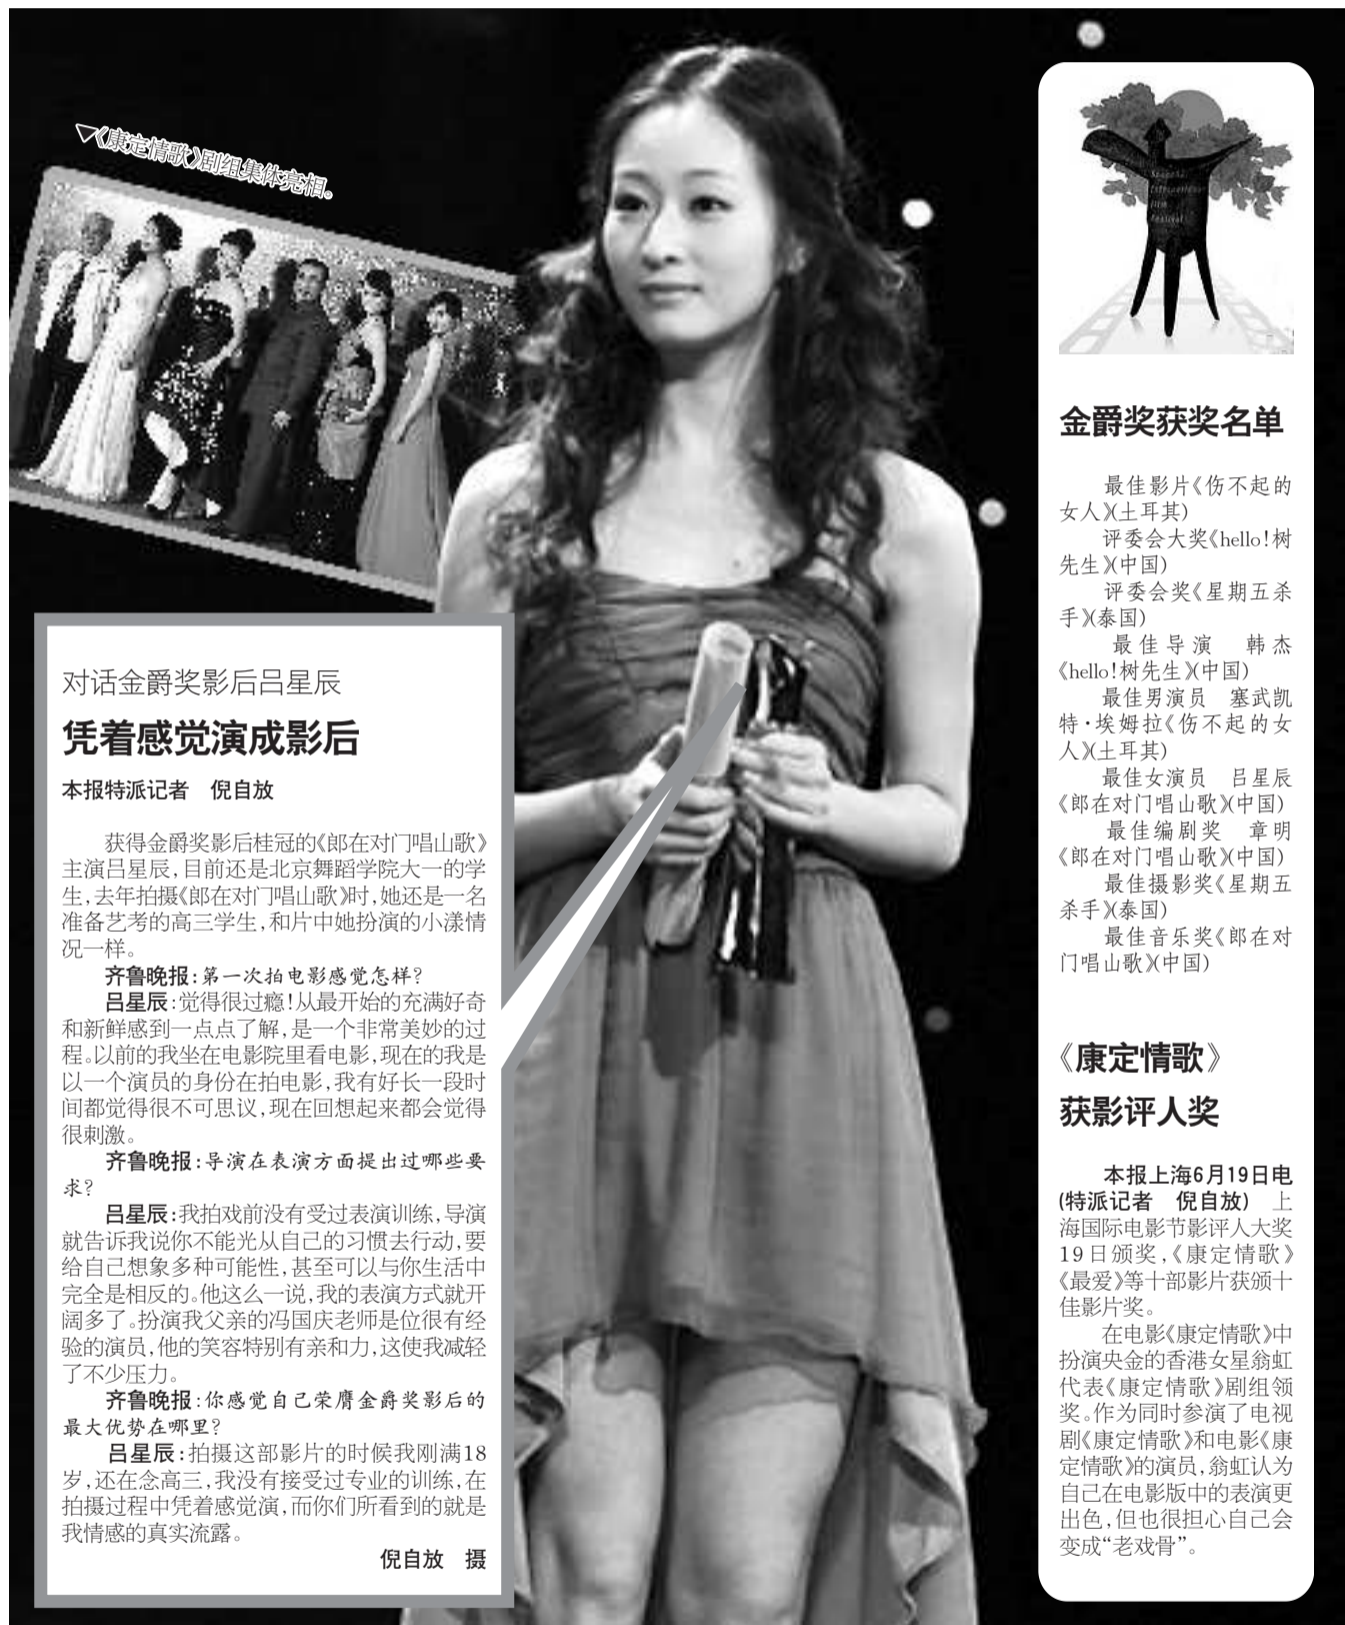 ▽《康定情歌》剧组集体亮相。
对话金爵奖影后吕星辰
凭着感觉演成影后
本报特派记者　倪自放
获得金爵奖影后桂冠的《郎在对门唱山歌》
主演吕星辰,目前还是北京舞蹈学院大一的学
生,去年拍摄《郎在对门唱山歌》时,她还是一名
准备艺考的高三学生,和片中她扮演的小漾情
况一样。
齐鲁晚报:第一次拍电影感觉怎样?
吕星辰:觉得很过瘾!从最开始的充满好奇
和新鲜感到一点点了解,是一个非常美妙的过
程。以前的我坐在电影院里看电影,现在的我是
以一个演员的身份在拍电影,我有好长一段时
间都觉得很不可思议,现在回想起来都会觉得
很刺激。
齐鲁晚报:导演在表演方面提出过哪些要
求?
吕星辰:我拍戏前没有受过表演训练,导演
就告诉我说你不能光从自己的习惯去行动,要
给自己想象多种可能性,甚至可以与你生活中
完全是相反的。他这么一说,我的表演方式就开
阔多了。扮演我父亲的冯国庆老师是位很有经
验的演员,他的笑容特别有亲和力,这使我减轻
了不少压力。
齐鲁晚报:你感觉自己荣膺金爵奖影后的
最大优势在哪里?
吕星辰:拍摄这部影片的时候我刚满18
岁,还在念高三,我没有接受过专业的训练,在
拍摄过程中凭着感觉演,而你们所看到的就是
我情感的真实流露。
倪自放　摄
金爵奖获奖名单
最佳影片《伤不起的
女人》(土耳其)
评委会大奖《hello!树
先生》(中国)
评委会奖《星期五杀
手》(泰国)
最佳导演　韩杰
《hello!树先生》(中国)
最佳男演员　塞武凯
特·埃姆拉《伤不起的女
人》(土耳其)
最佳女演员　吕星辰
《郎在对门唱山歌》(中国)
最佳编剧奖　章明
《郎在对门唱山歌》(中国)
最佳摄影奖《星期五
杀手》(泰国)
最佳音乐奖《郎在对
门唱山歌》(中国)
《康定情歌》
获影评人奖
本报上海6月19日电
(特派记者　倪自放)　上
海国际电影节影评人大奖
19日颁奖,《康定情歌》
《最爱》等十部影片获颁十
佳影片奖。
在电影《康定情歌》中
扮演央金的香港女星翁虹
代表《康定情歌》剧组领
奖。作为同时参演了电视
剧《康定情歌》和电影《康
定情歌》的演员,翁虹认为
自己在电影版中的表演更
出色,但也很担心自己会
变成“老戏骨”。